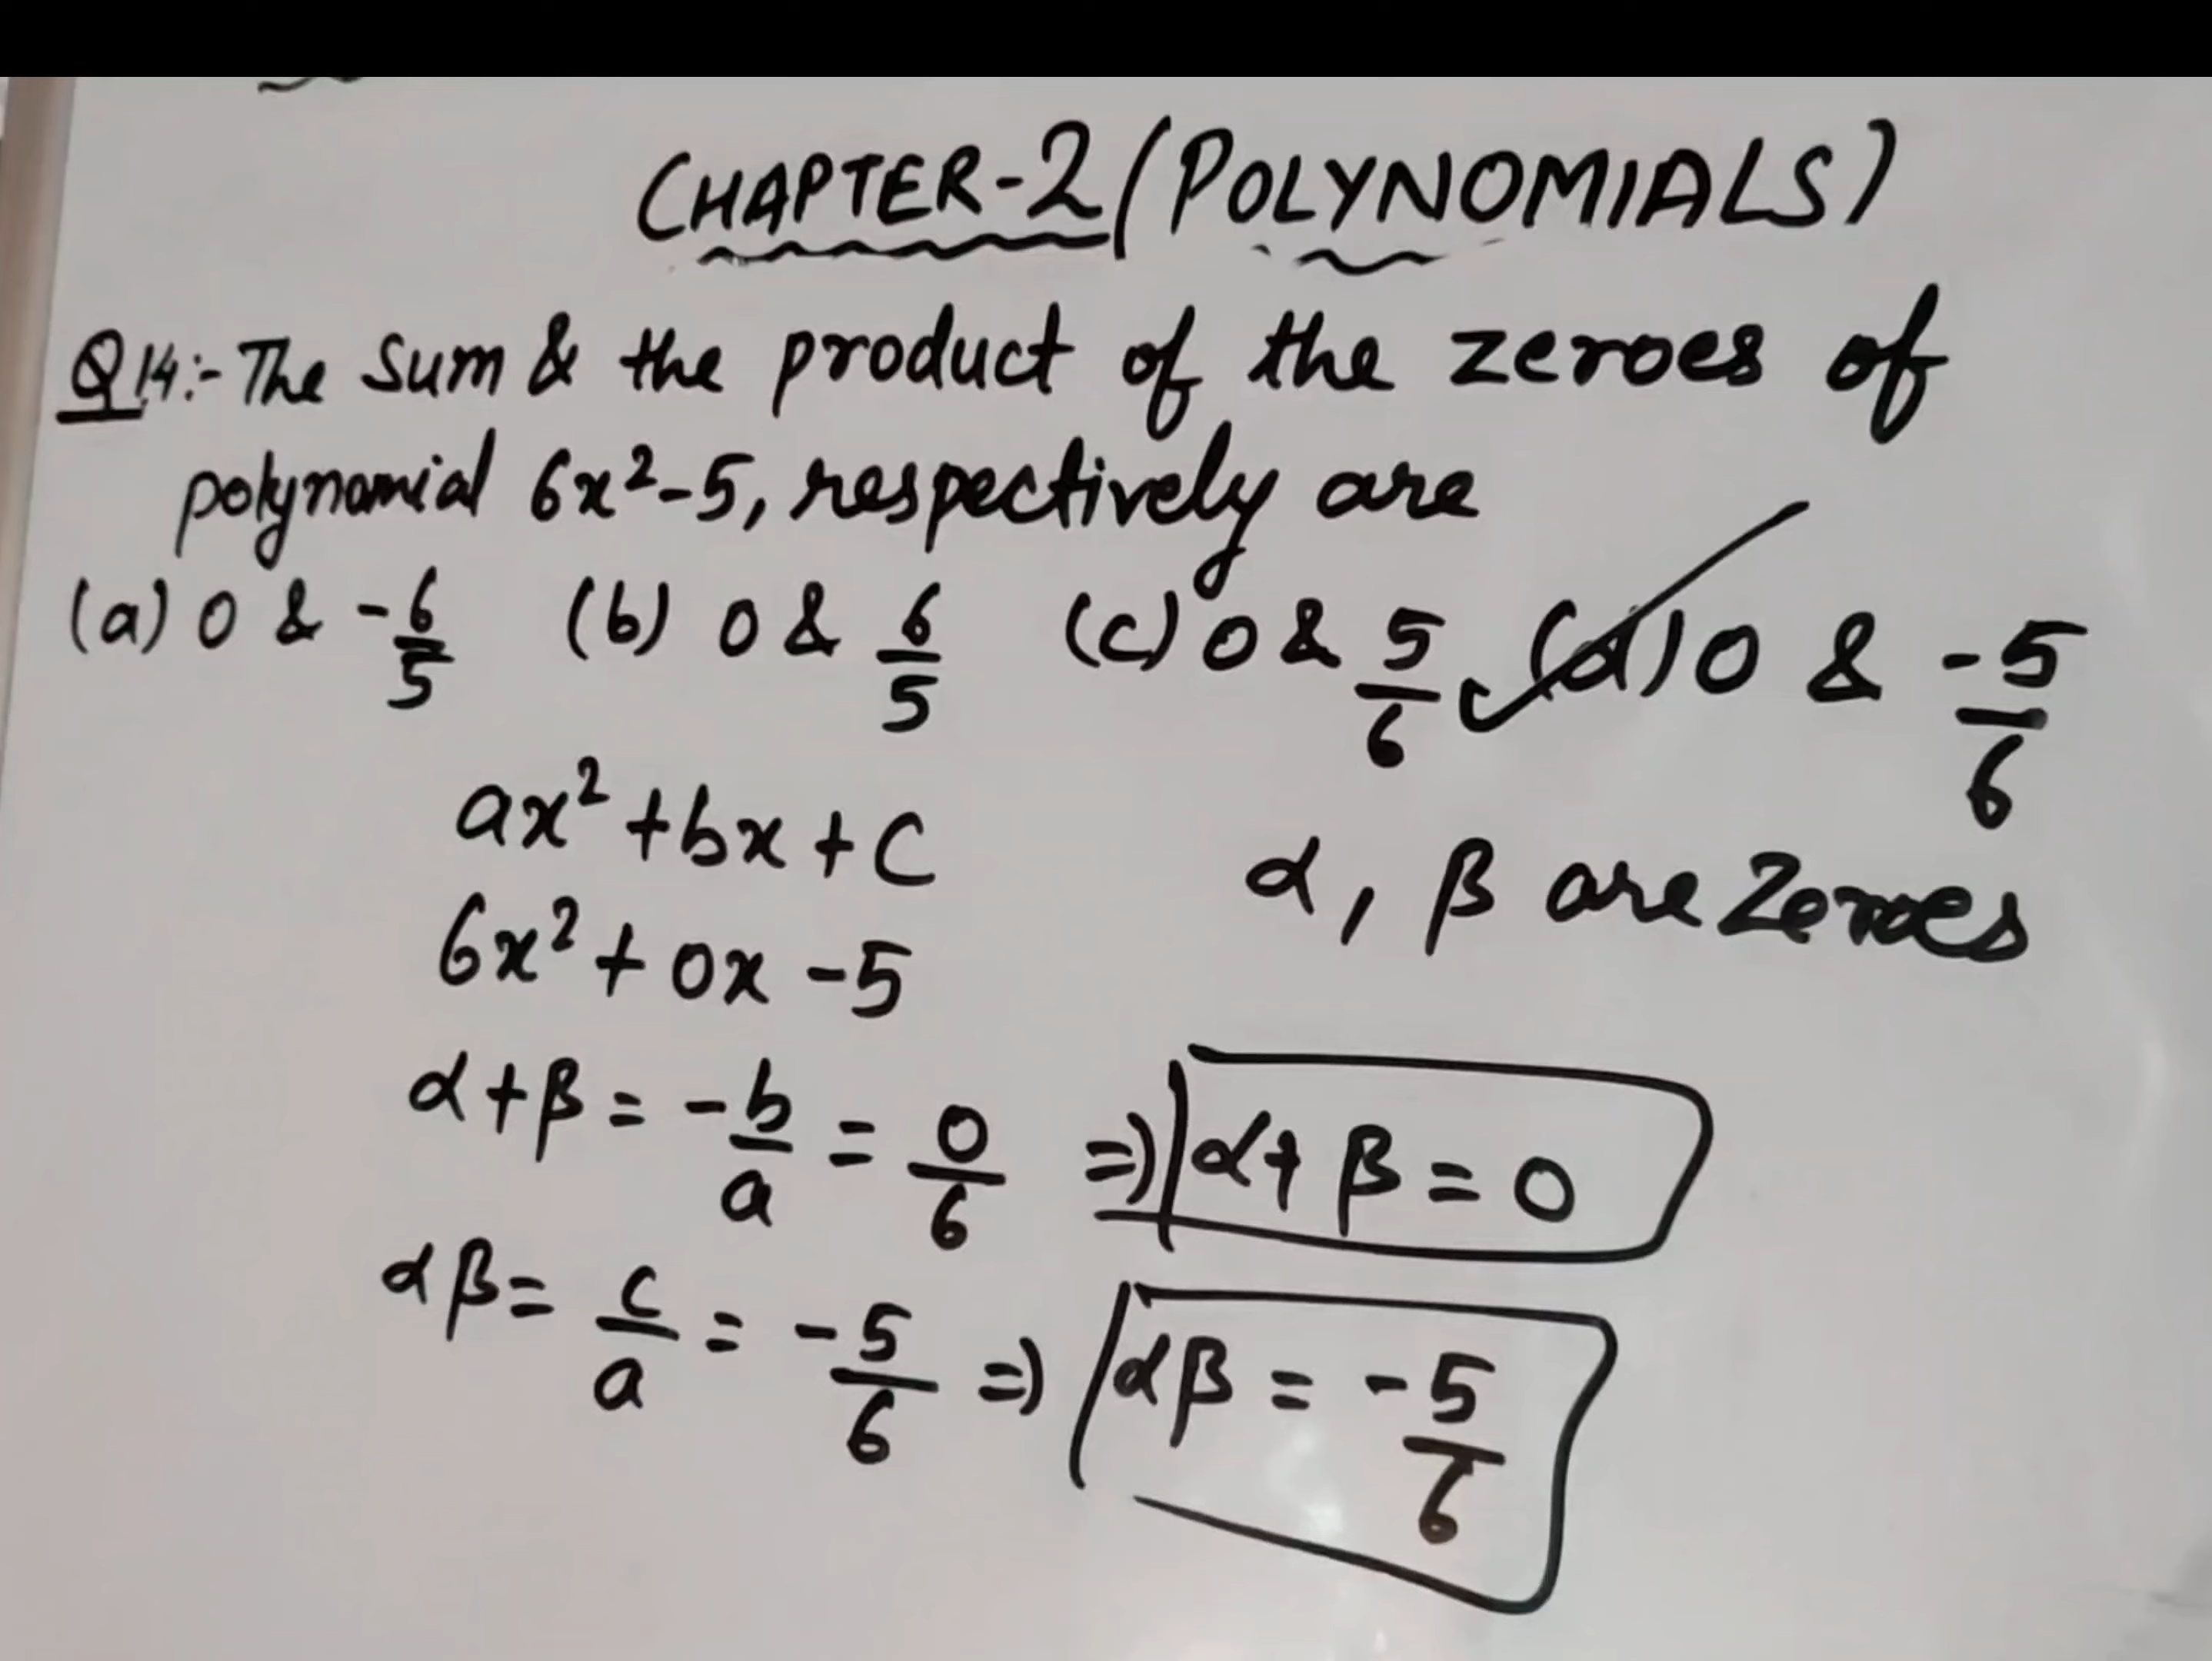 CHAPTER-2 (POLYNOMIALS)
Q14:- The Sum & the product of the zeroes of
polynomial 6x²-5, respectively are
(a) 0 & -6/5 (b) 0 & 6/5 (c) 0 & 5/6 (d) 0 & -5/6
ax² + bx + c
α, β are Zeroes
6x² + 0x - 5
α + β = -b/a = 0/6 ⇒ α + β = 0
αβ = c/a = -5/6 ⇒ αβ = -5/6